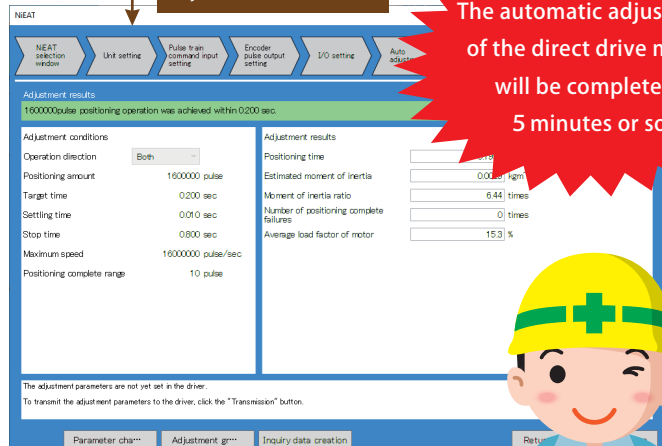 NiEAT
The automatic adjus
of the direct drive m
will be complete
5 minutes or so
NiEAT
selection
window
Unit setting
Pulse train
command input
setting
Encoder
pulse output
setting
I/O setting
Auto
Adjustment results
1600000pulse positioning operation was achieved within 0.200 sec.
Adjustment conditions
Operation direction Both
Positioning amount 1600000 pulse
Target time 0.200 sec
Settling time 0.010 sec
Stop time 0.800 sec
Maximum speed 16000000 pulse/sec
Positioning complete range 10 pulse
Adjustment results
Positioning time
Estimated moment of inertia
Moment of inertia ratio 6.44 times
Number of positioning complete
failures 0 times
Average load factor of motor 15.3 %
The adjustment parameters are not yet set in the driver.
To transmit the adjustment parameters to the driver, click the "Transmission" button.
Parameter cha… Adjustment gr… Inquiry data creation Retu